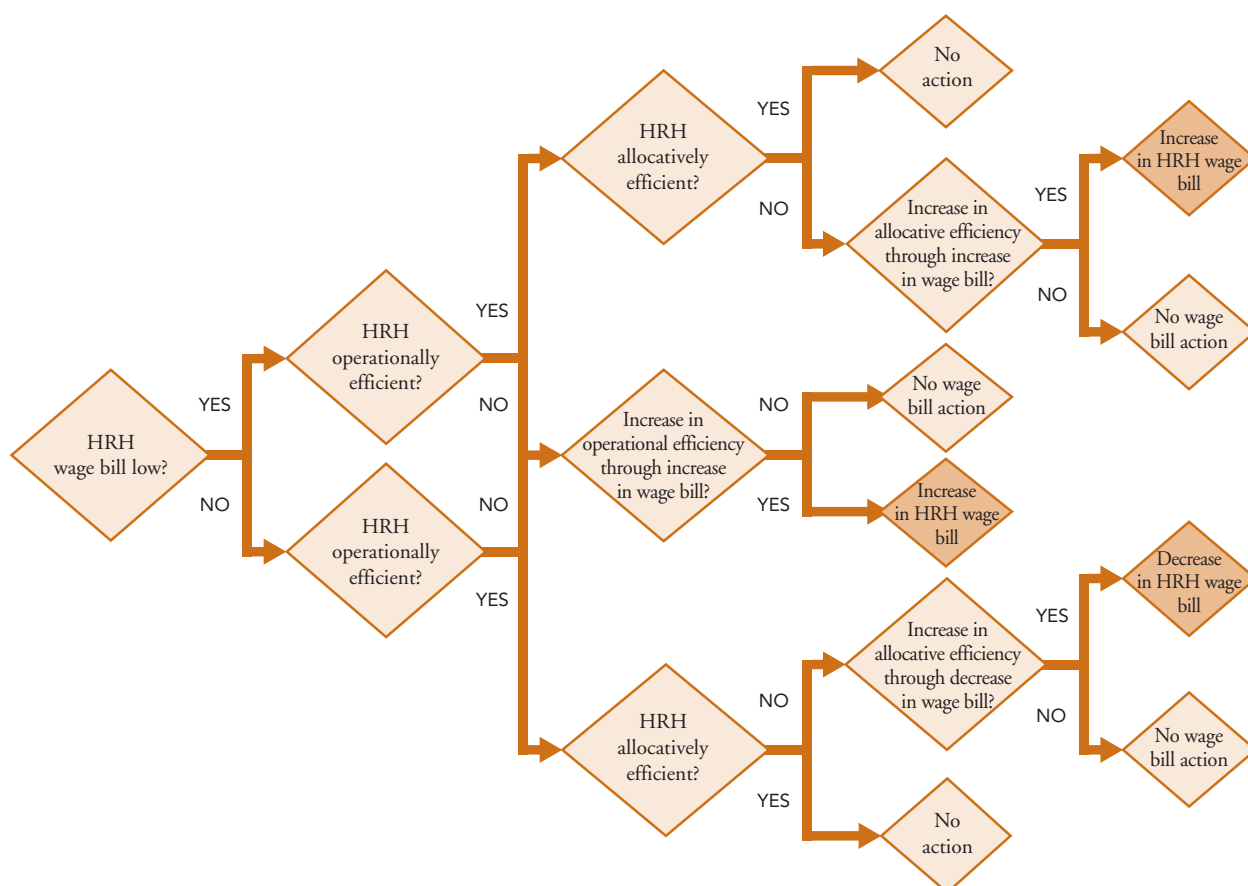 HRH
wage bill low?
YES
NO
HRH
operationally
efficient?
HRH
operationally
efficient?
YES
NO
NO
YES
HRH
allocatively
efficient?
Increase in
operational efficiency
through increase
in wage bill?
HRH
allocatively
efficient?
YES
NO
NO
YES
NO
YES
No
action
Increase in
allocative efficiency
through increase
in wage bill?
No wage
bill action
Increase
in HRH wage
bill
Increase in
allocative efficiency
through decrease
in wage bill?
No
action
YES
NO
YES
NO
Increase
in HRH wage
bill
No wage
bill action
Decrease
in HRH wage
bill
No wage
bill action